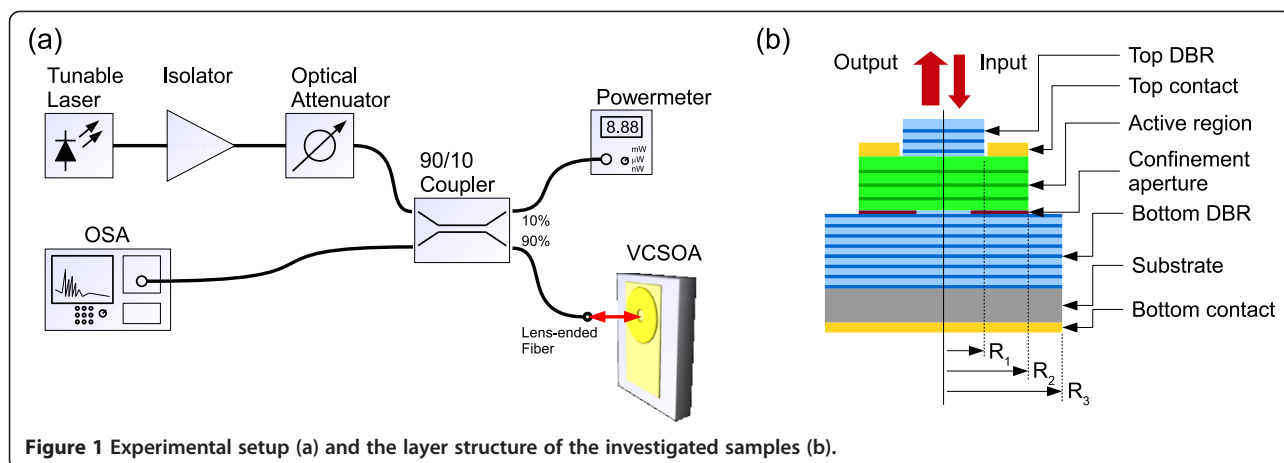 (a)
Tunable
Laser
Isolator
Optical
Attenuator
Powermeter
8.88
mW
µW
nW
90/10
Coupler
10%
90%
OSA
VCSOA
Lens-ended
Fiber
(b)
Output
Input
Top DBR
Top contact
Active region
Confinement
aperture
Bottom DBR
Substrate
Bottom contact
R1
R2
R3
Figure 1 Experimental setup (a) and the layer structure of the investigated samples (b).